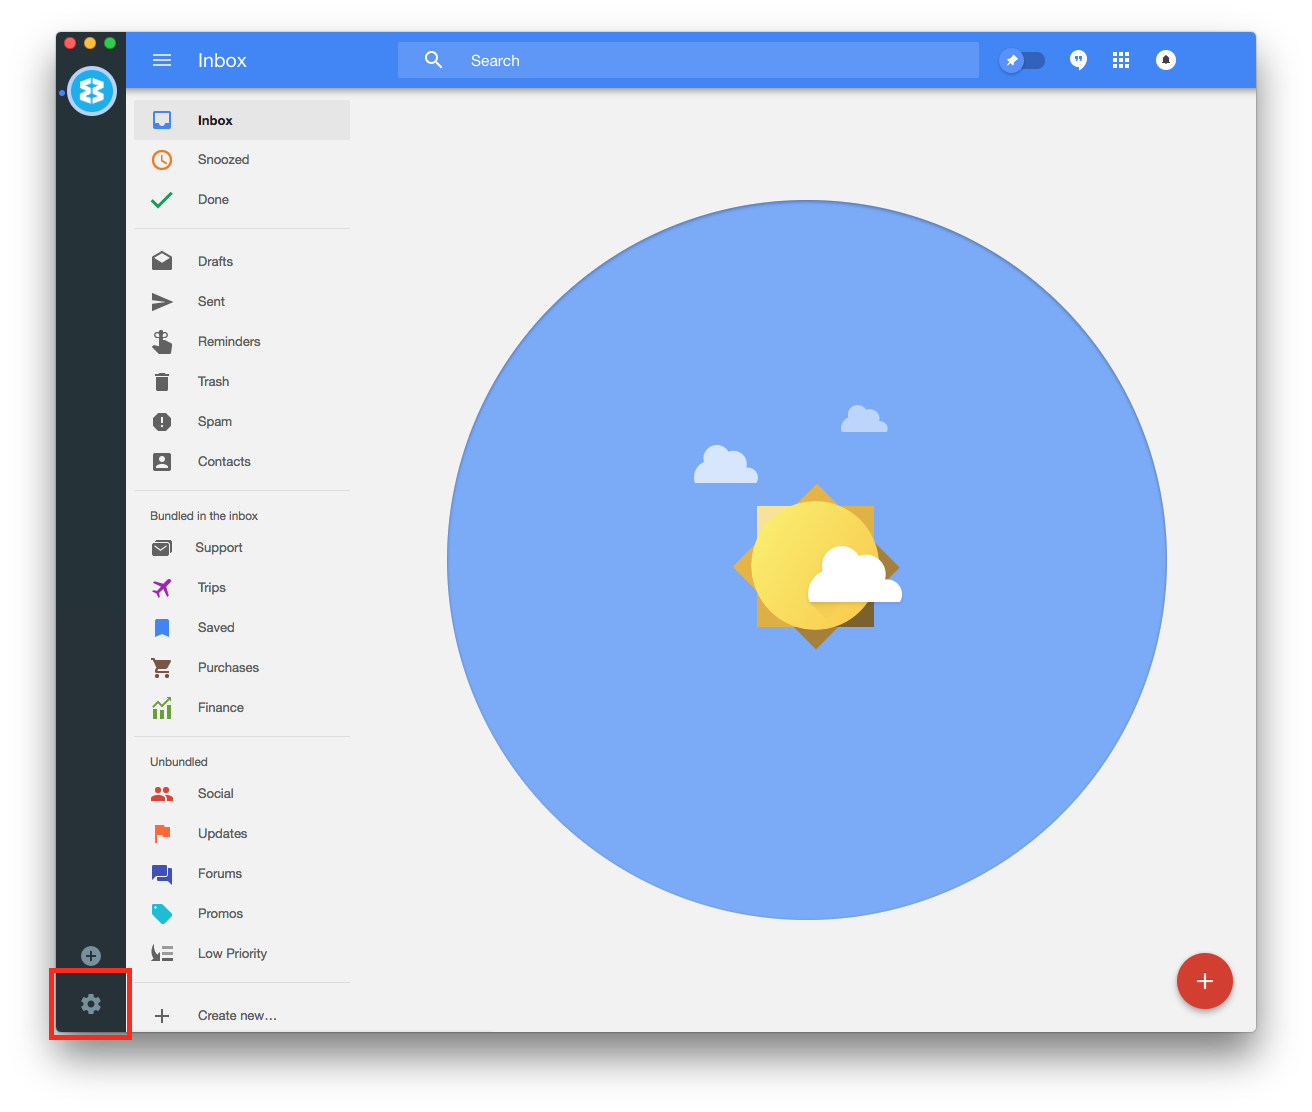 Inbox
Search
Inbox
Snoozed
Done
Drafts
Sent
Reminders
Trash
Spam
Contacts
Bundled in the inbox
Support
Trips
Saved
Purchases
Finance
Unbundled
Social
Updates
Forums
Promos
Low Priority
Create new…